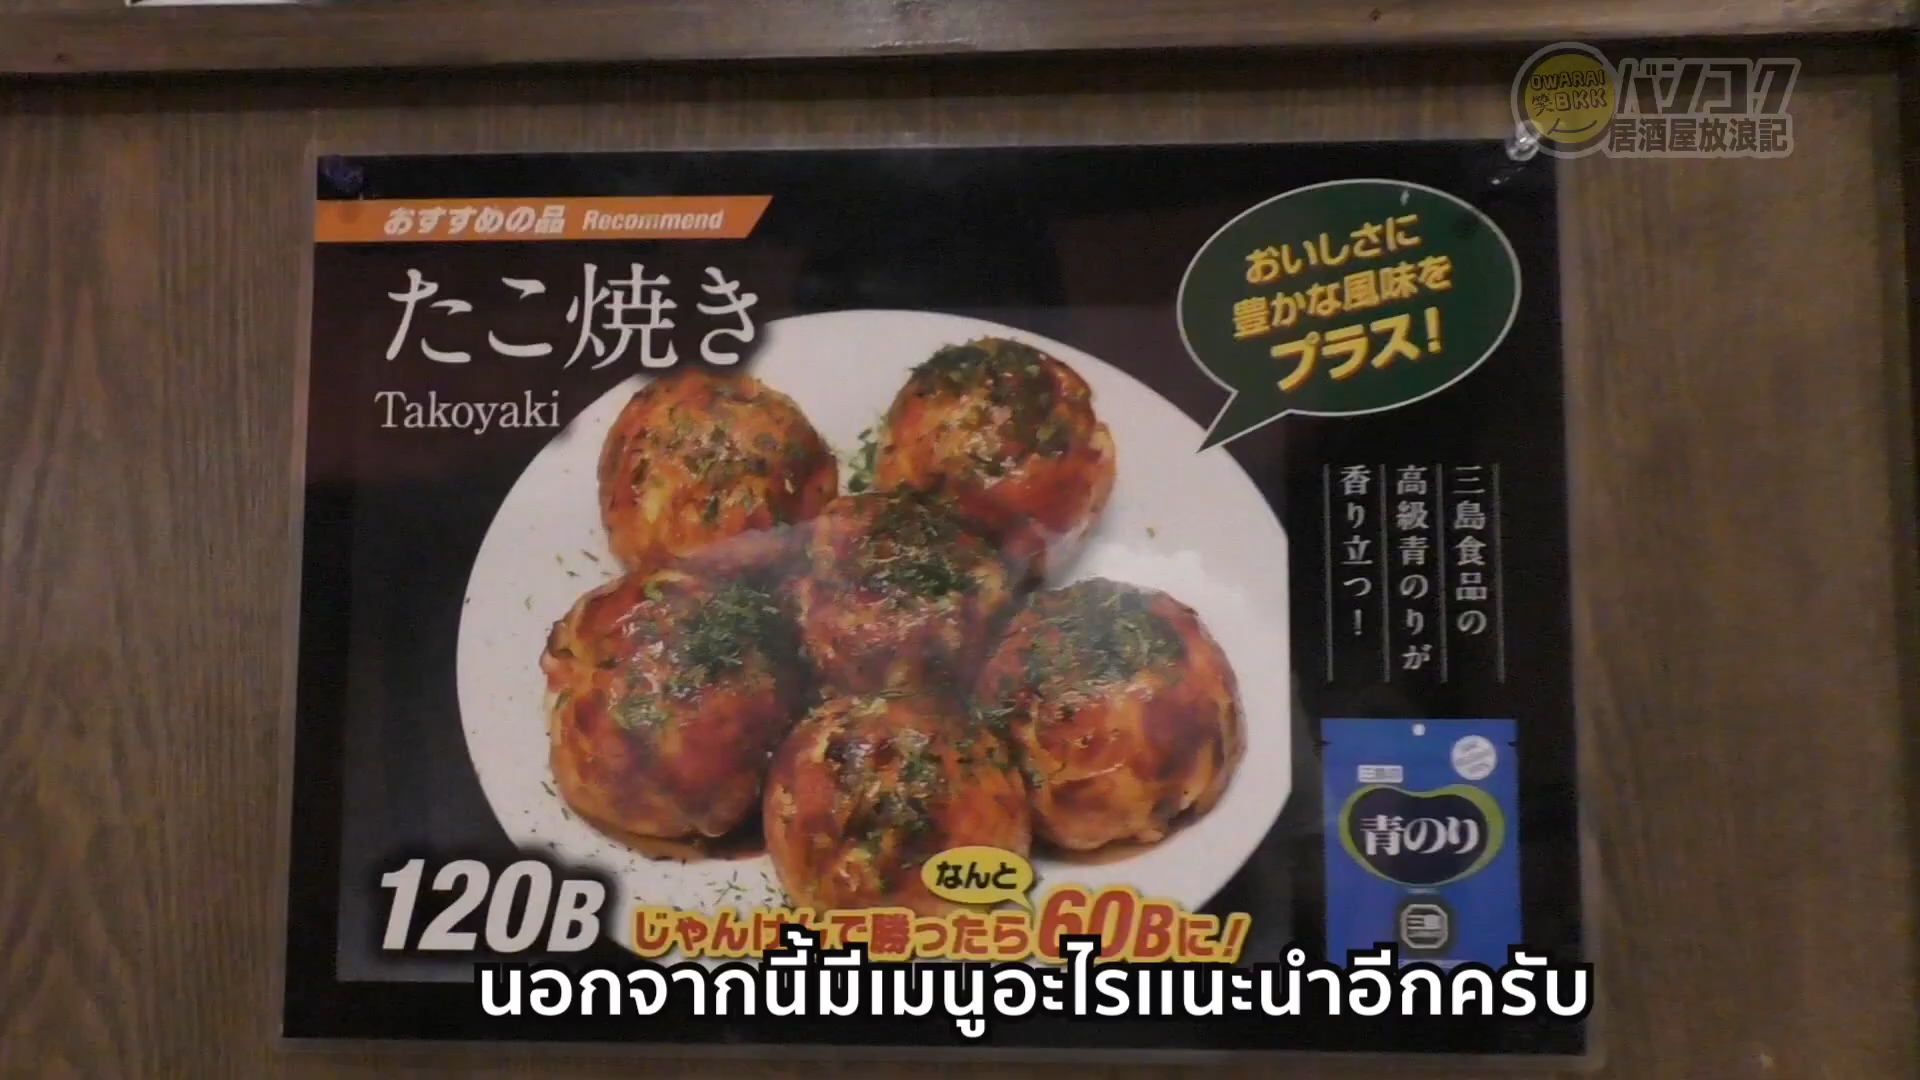 OWARAI
笑BKK
バンコク
居酒屋放浪記
おすすめの品 Recommend
たこ焼き
Takoyaki
おいしさに
豊かな風味を
プラス!
三島食品の
高級青のりが
香り立つ!
青のり
三島
120B
なんと
じゃんけんで勝ったら60Bに!
นอกจากนี้มีเมนูอะไรแนะนำอีกครับ